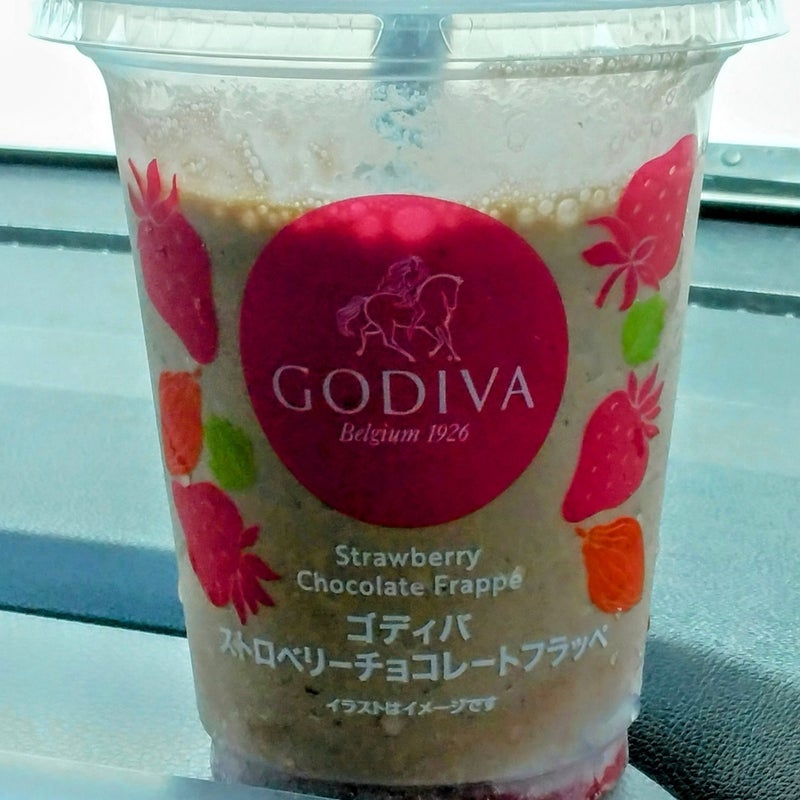 GODIVA
Belgium 1926
Strawberry
Chocolate Frappé
ゴディバ
ストロベリーチョコレートフラッペ
イラストはイメージです